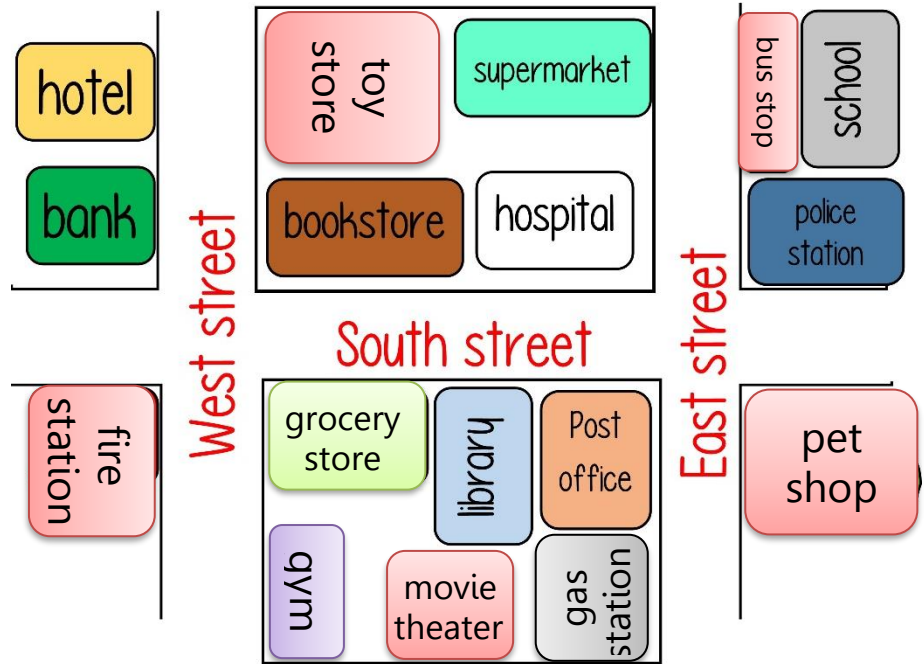 hotel
toy
store
supermarket
bus stop
school
bank
bookstore
hospital
police
station
West street
South street
East street
fire
station
grocery
store
library
Post
office
pet
shop
gym
movie
theater
gas
station